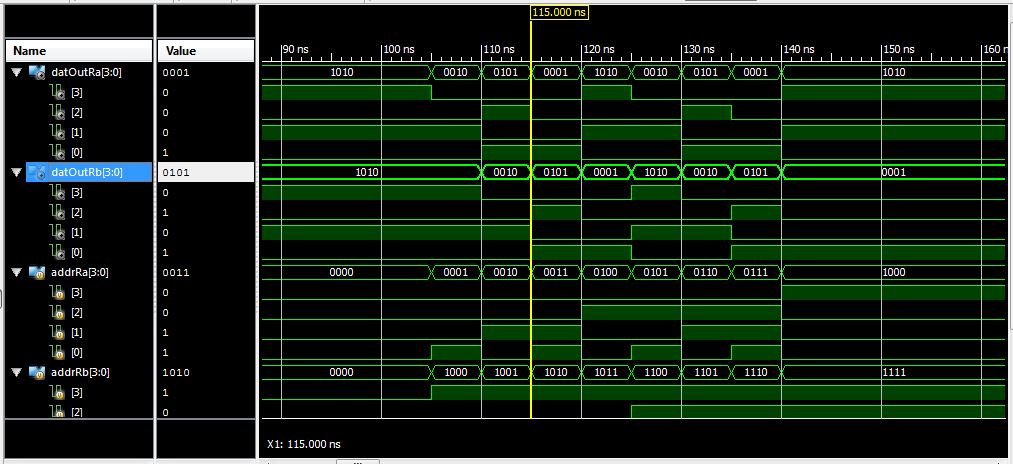 115.000 ns
Name Value 90 ns 100 ns 110 ns 120 ns 130 ns 140 ns 150 ns 160 n
datOutRa[3:0] 0001 1010 0010 0101 0001 1010 0010 0101 0001 1010
[3] 0
[2] 0
[1] 0
[0] 1
datOutRb[3:0] 0101 1010 0010 0101 0001 1010 0010 0101 0001
[3] 0
[2] 1
[1] 0
[0] 1
addrRa[3:0] 0011 0000 0001 0010 0011 0100 0101 0110 0111 1000
[3] 0
[2] 0
[1] 1
[0] 1
addrRb[3:0] 1010 0000 1000 1001 1010 1011 1100 1101 1110 1111
[3] 1
[2] 0
X1: 115.000 ns